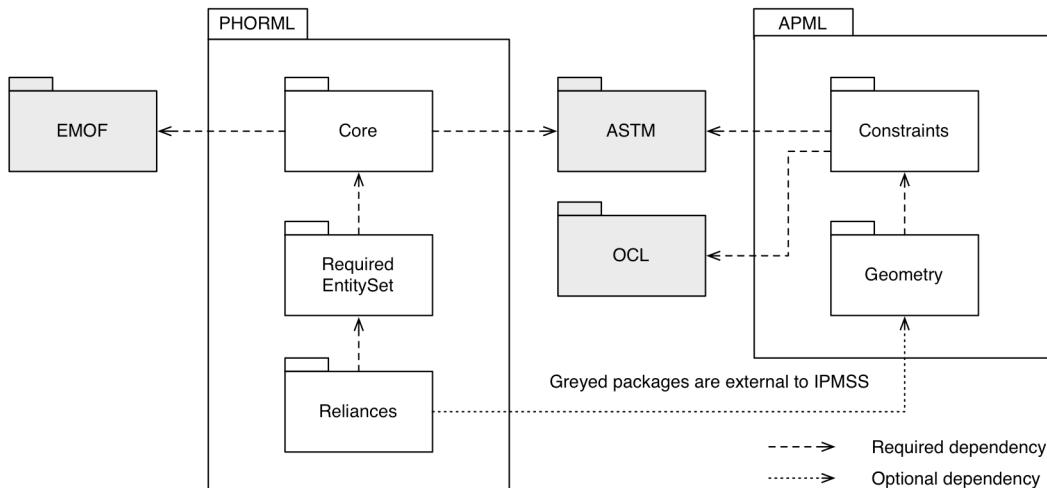 PHORML
APML
EMOF
Core
ASTM
Constraints
Required
EntitySet
OCL
Geometry
Reliances
Greyed packages are external to IPMSS
Required dependency
Optional dependency